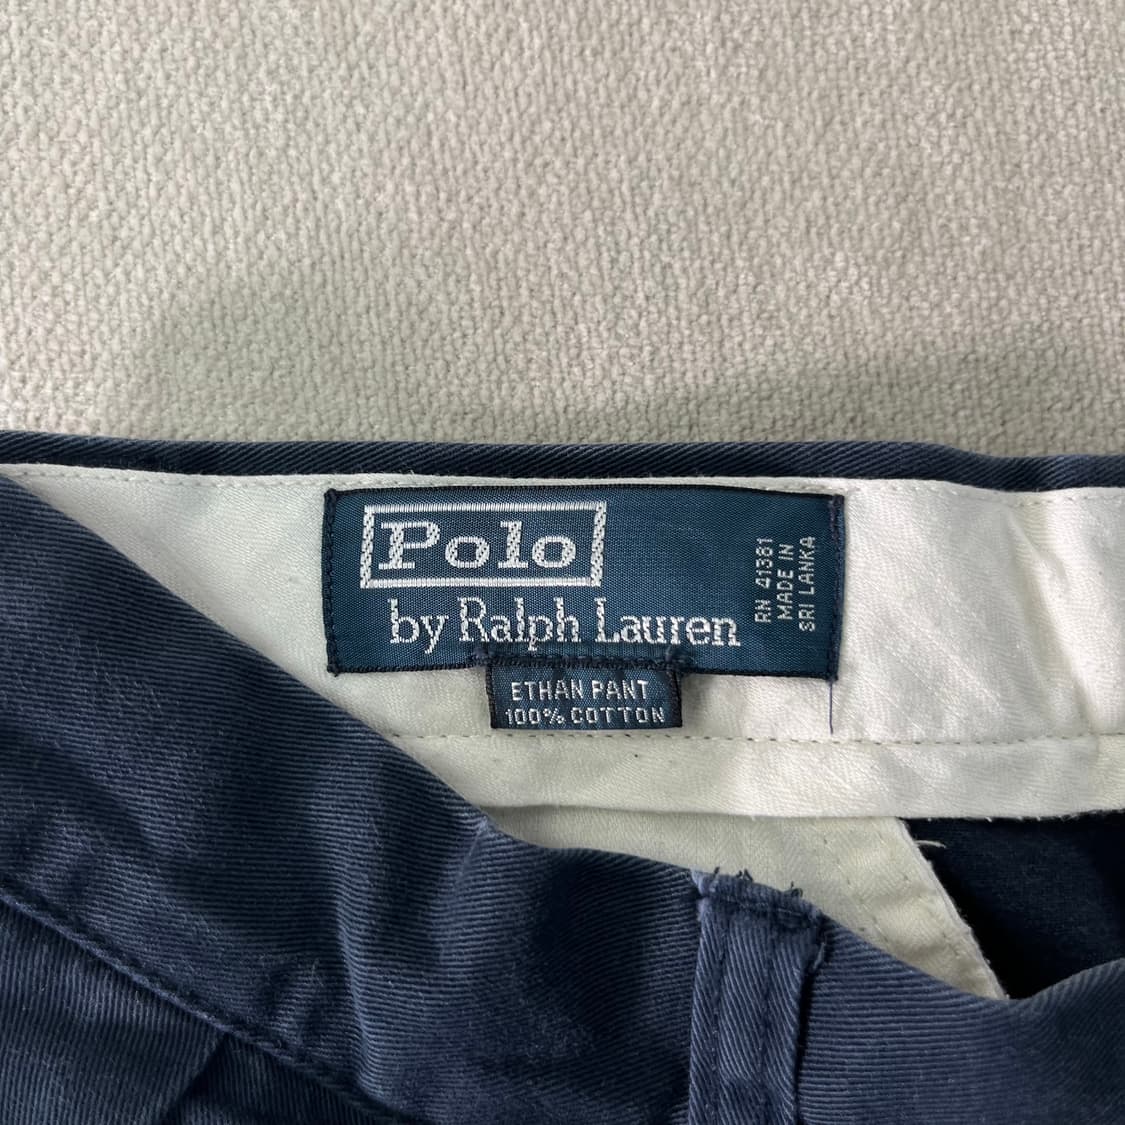 Polo
by Ralph Lauren
RN 41381
MADE IN
SRI LANKA
ETHAN PANT
100% COTTON